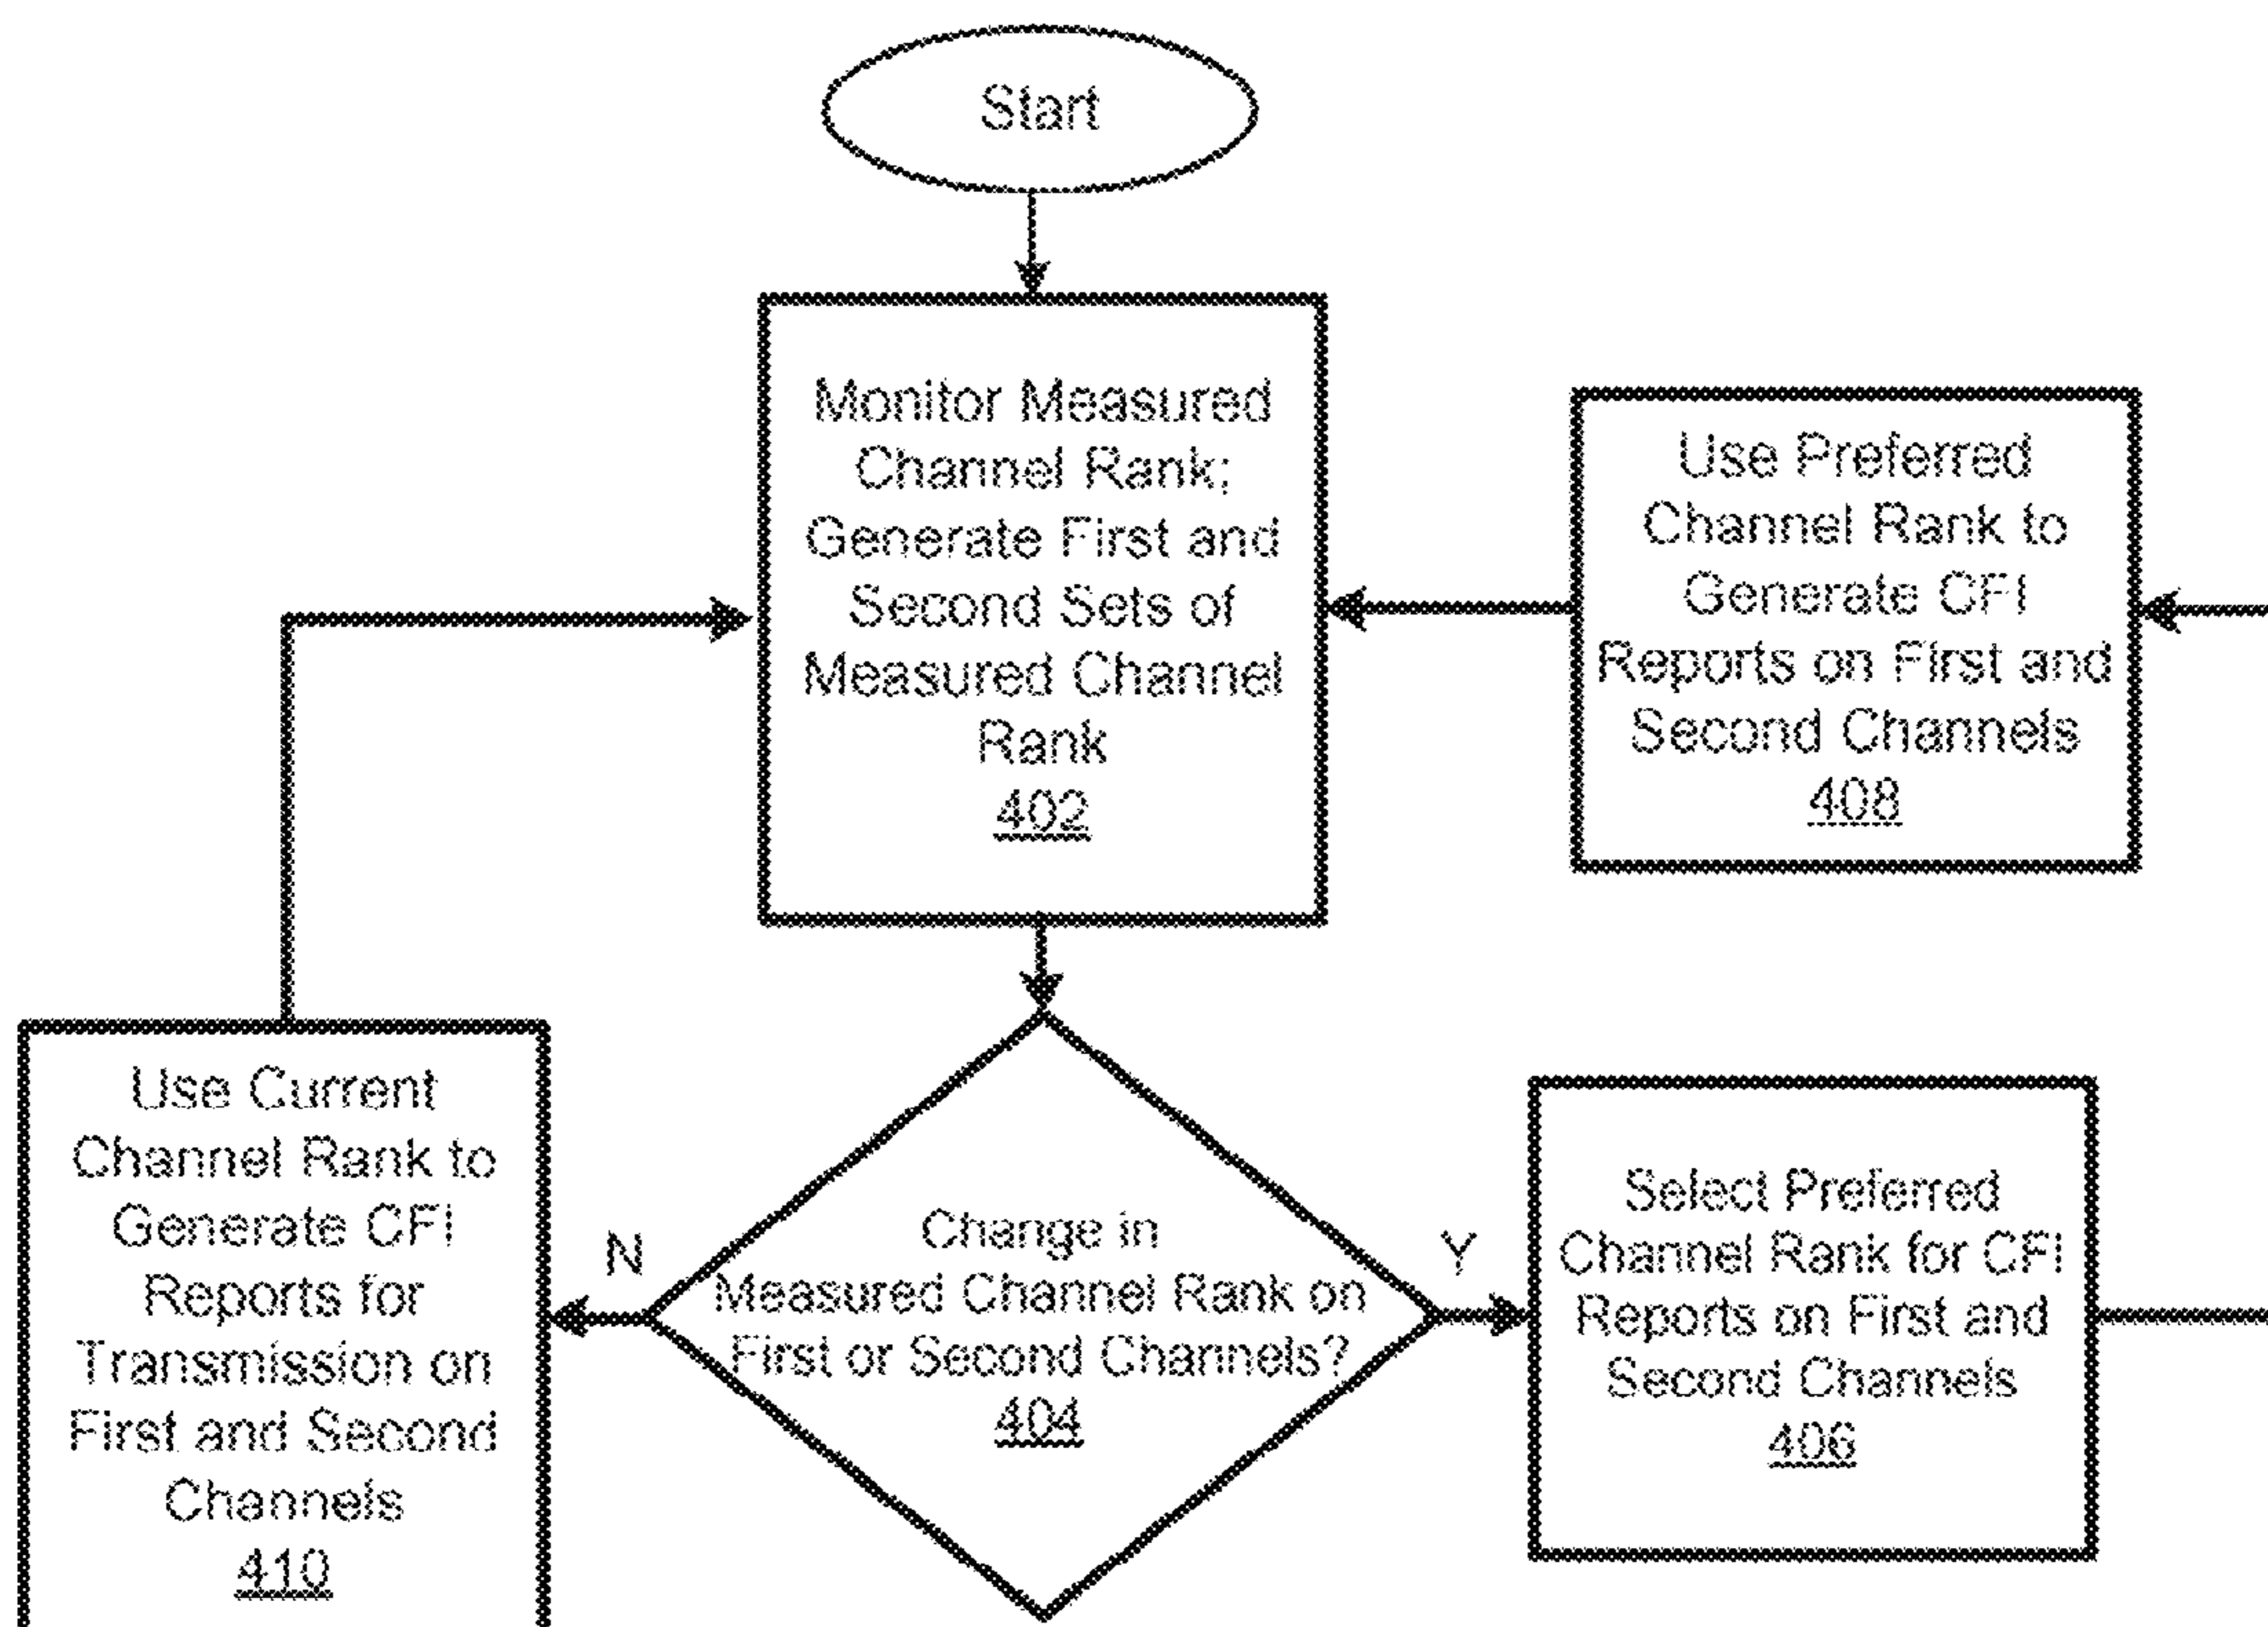 Start
Monitor Measured
Channel Rank;
Generate First and
Second Sets of
Measured Channel
Rank
402
Use Preferred
Channel Rank to
Generate CFI
Reports on First and
Second Channels
408
Use Current
Channel Rank to
Generate CFI
Reports for
Transmission on
First and Second
Channels
410
N
Change in
Measured Channel Rank on
First or Second Channels?
404
Y
Select Preferred
Channel Rank for CFI
Reports on First and
Second Channels
406